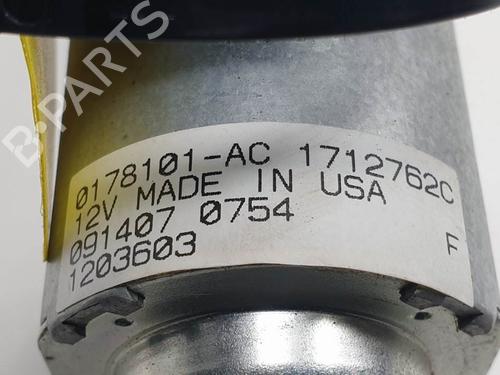 B-PARTS
0178101-AC 1712762C
12V MADE IN USA
091407 0754
1203603 F